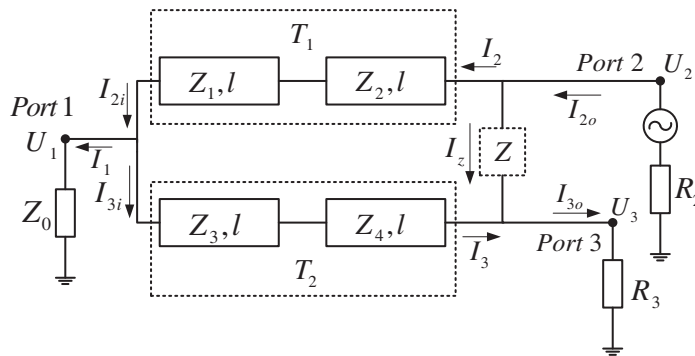 T1
I2
Port 2
U2
Z1, l
Z2, l
I2i
I2o
Port 1
U1
I1
Iz
Z
I3i
Z0
Z3, l
Z4, l
I3o
U3
I3
Port 3
T2
R3